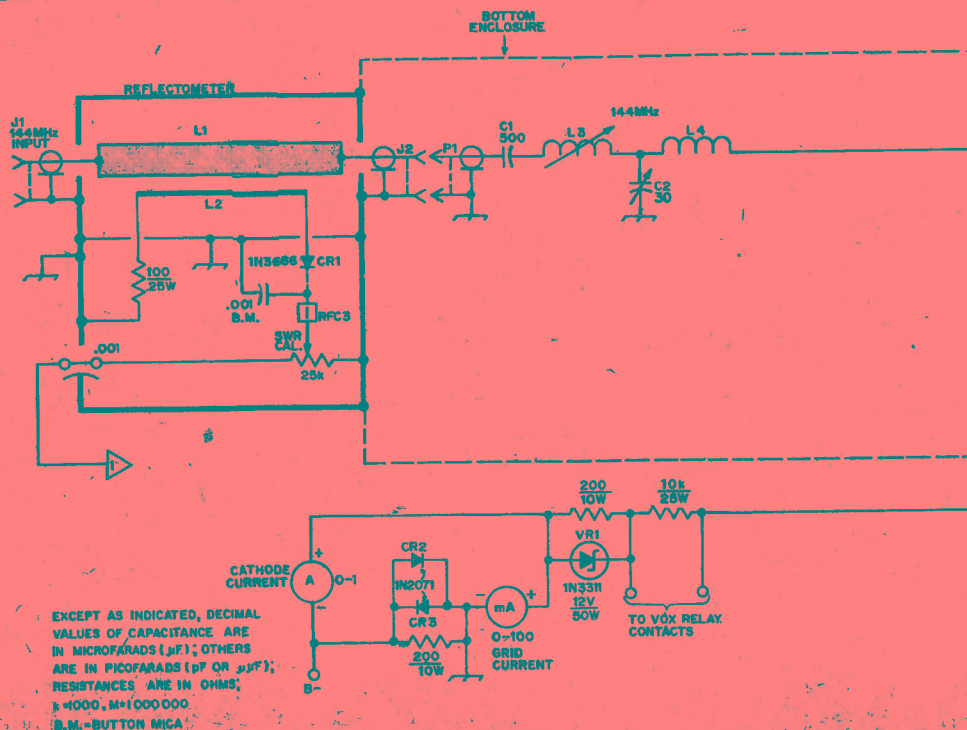 BOTTOM
ENCLOSURE
REFLECTOMETER
J1
144MHz
INPUT
L1
J2
P1
C1
500
L3
144MHz
L4
C2
30
L2
1N3666
CR1
100
25W
.001
B.M.
RFC3
SWR
CAL.
25k
.001
1
200
10W
10k
25W
VR1
1N3311
12V
50W
CATHODE
CURRENT
+
A
0-1
-
CR2
1N2071
CR3
200
10W
- +
mA
0-100
GRID
CURRENT
TO VOX RELAY
CONTACTS
B-
EXCEPT AS INDICATED, DECIMAL
VALUES OF CAPACITANCE ARE
IN MICROFARADS (µF); OTHERS
ARE IN PICOFARADS (pF OR µµF);
RESISTANCES ARE IN OHMS;
k=1000, M=1000000
B.M.=BUTTON MICA